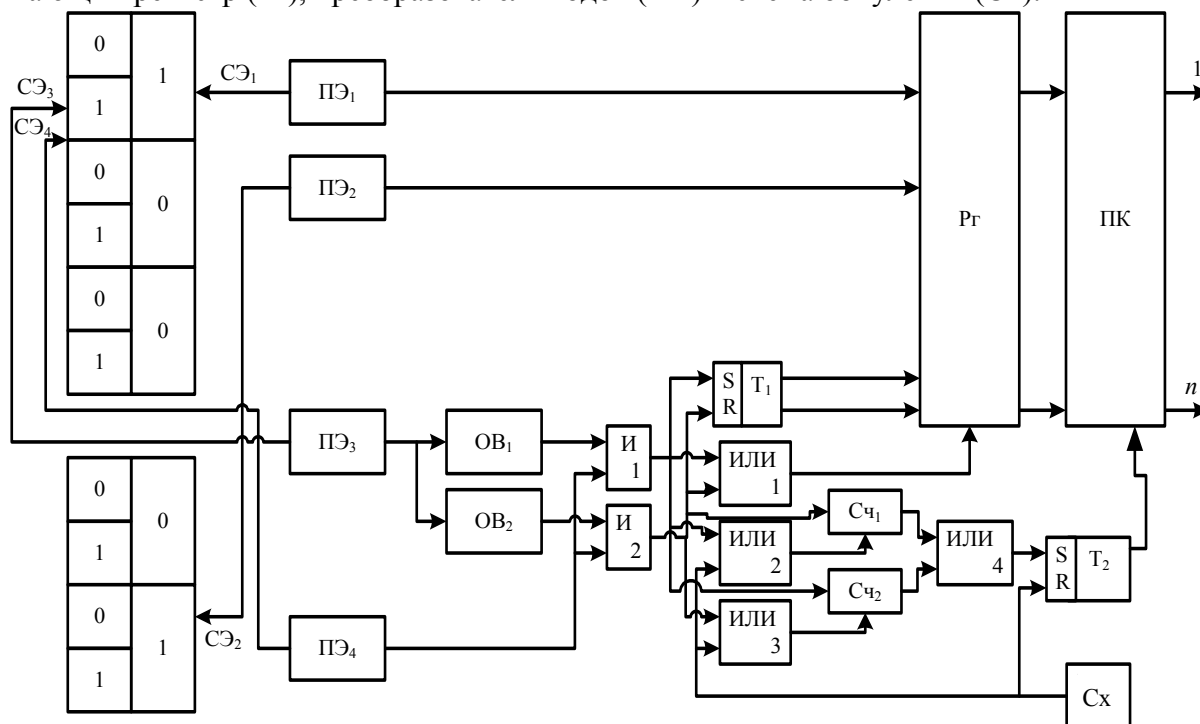 0
1
1
СЭ₃
СЭ₄
0
1
0
0
1
0
СЭ₁
ПЭ₁
ПЭ₂
Рг
ПК
1
n
S
R
T₁
ПЭ₃
ОВ₁
ОВ₂
И
1
И
2
ИЛИ
1
ИЛИ
2
ИЛИ
3
Сч₁
Сч₂
ИЛИ
4
S
R
T₂
0
1
0
0
1
1
СЭ₂
ПЭ₄
Сх